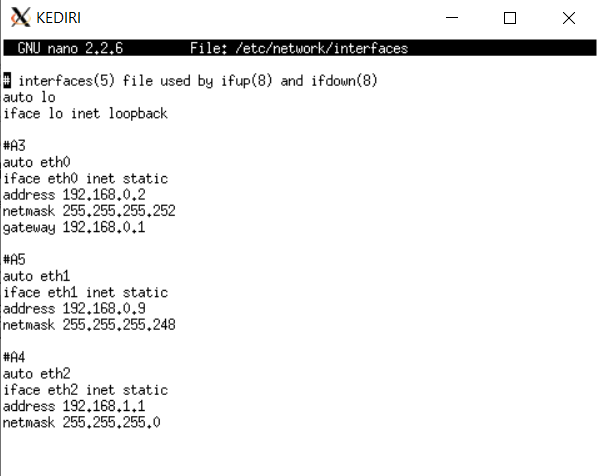 KEDIRI
GNU nano 2.2.6 File: /etc/network/interfaces
# interfaces(5) file used by ifup(8) and ifdown(8)
auto lo
iface lo inet loopback
#A3
auto eth0
iface eth0 inet static
address 192.168.0.2
netmask 255.255.255.252
gateway 192.168.0.1
#A5
auto eth1
iface eth1 inet static
address 192.168.0.9
netmask 255.255.255.248
#A4
auto eth2
iface eth2 inet static
address 192.168.1.1
netmask 255.255.255.0